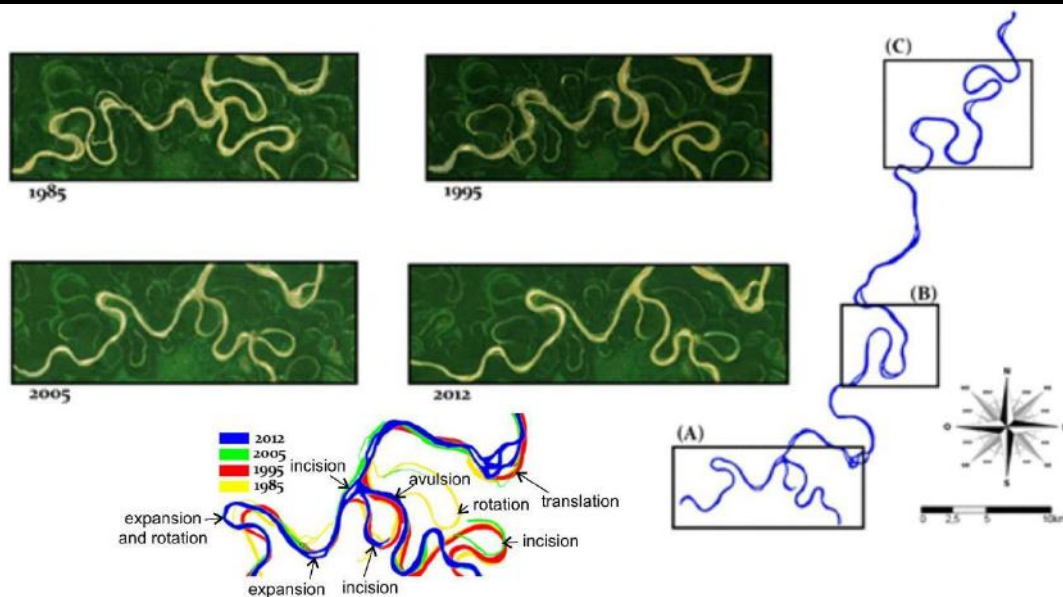 1985
1995
2005
2012
(C)
(B)
(A)
N
O
S
0 2.5 5 10km
2012
2005
1995
1985
incision
avulsion
rotation
translation
expansion
and rotation
incision
incision
expansion